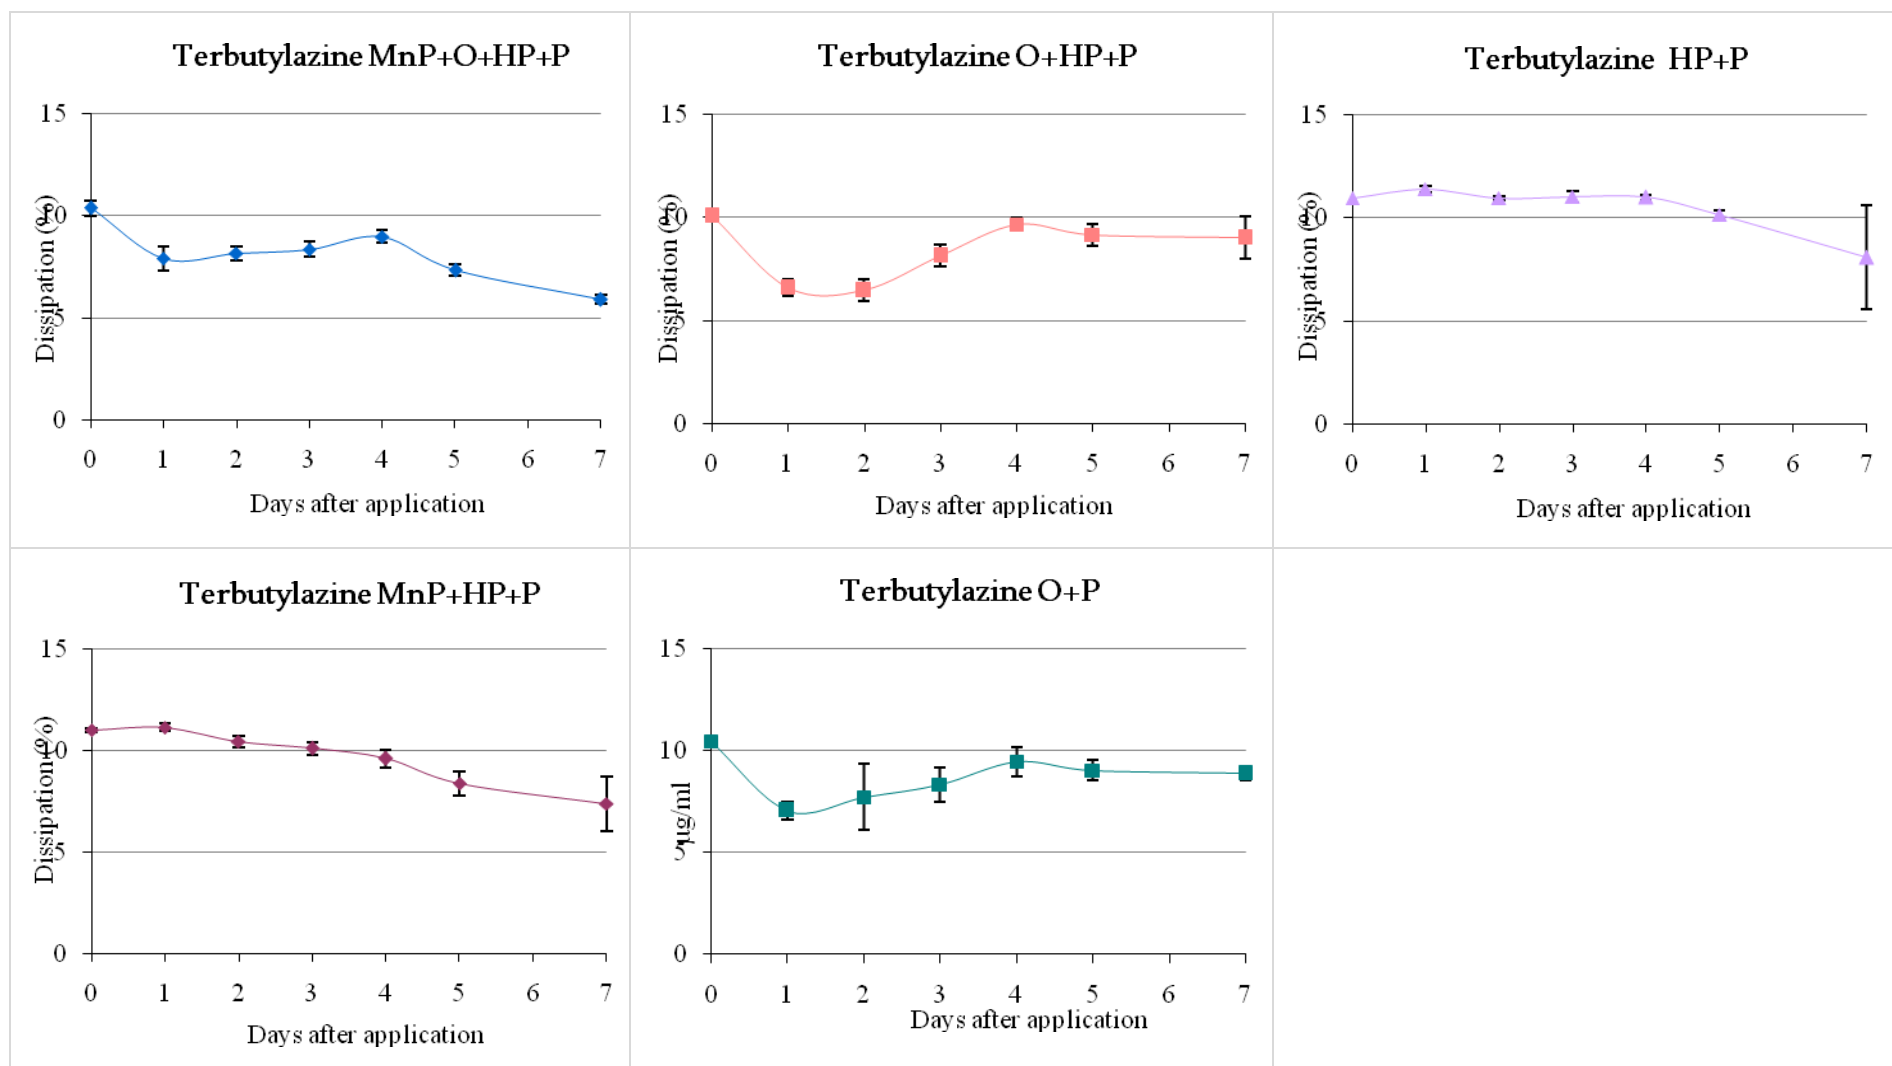 Terbutylazine MnP+O+HP+P
15
10
5
0
Dissipation (%)
0 1 2 3 4 5 6 7
Days after application
Terbutylazine O+HP+P
15
10
5
0
Dissipation (%)
0 1 2 3 4 5 6 7
Days after application
Terbutylazine HP+P
15
10
5
0
Dissipation (%)
0 1 2 3 4 5 6 7
Days after application
Terbutylazine MnP+HP+P
15
10
5
0
Dissipation (%)
0 1 2 3 4 5 6 7
Days after application
Terbutylazine O+P
15
10
5
0
µg/ml
0 1 2 3 4 5 6 7
Days after application